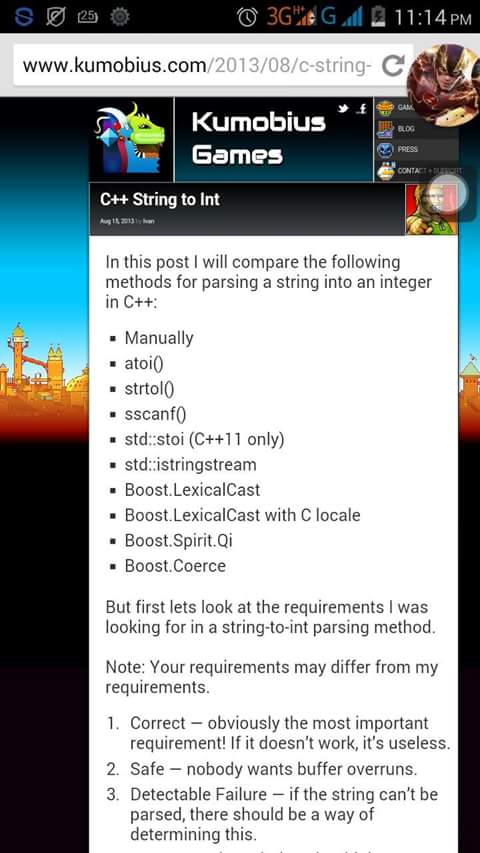 25
3G H+ G 11:14 PM
www.kumobius.com/2013/08/c-string-
Kumobius
Games
BLOG
PRESS
C++ String to Int
Aug 15, 2013 by Ivan
In this post I will compare the following
methods for parsing a string into an integer
in C++:
▪ Manually
▪ atoi()
▪ strtol()
▪ sscanf()
▪ std::stoi (C++11 only)
▪ std::istringstream
▪ Boost.LexicalCast
▪ Boost.LexicalCast with C locale
▪ Boost.Spirit.Qi
▪ Boost.Coerce
But first lets look at the requirements I was
looking for in a string-to-int parsing method.
Note: Your requirements may differ from my
requirements.
1. Correct — obviously the most important
requirement! If it doesn't work, it's useless.
2. Safe — nobody wants buffer overruns.
3. Detectable Failure — if the string can't be
parsed, there should be a way of
determining this.